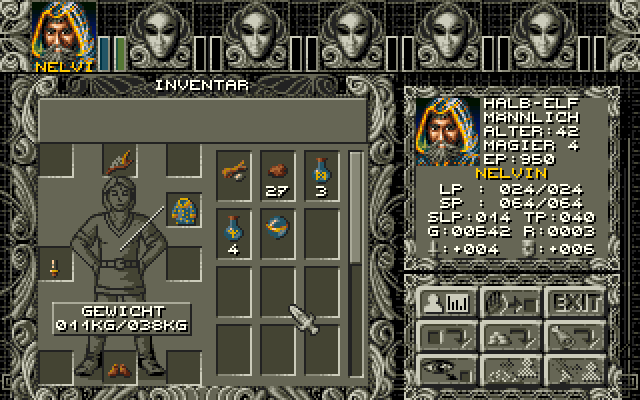 NELVI
INVENTAR
HALB-ELF
MÄNNLICH
ALTER:42
MAGIER 4
EP:950
NELVIN
LP : 024/024
SP : 064/064
SLP:014 TP:040
G:00542 R:0003
:+004 :+006
27
3
4
GEWICHT
011KG/038KG
EXIT